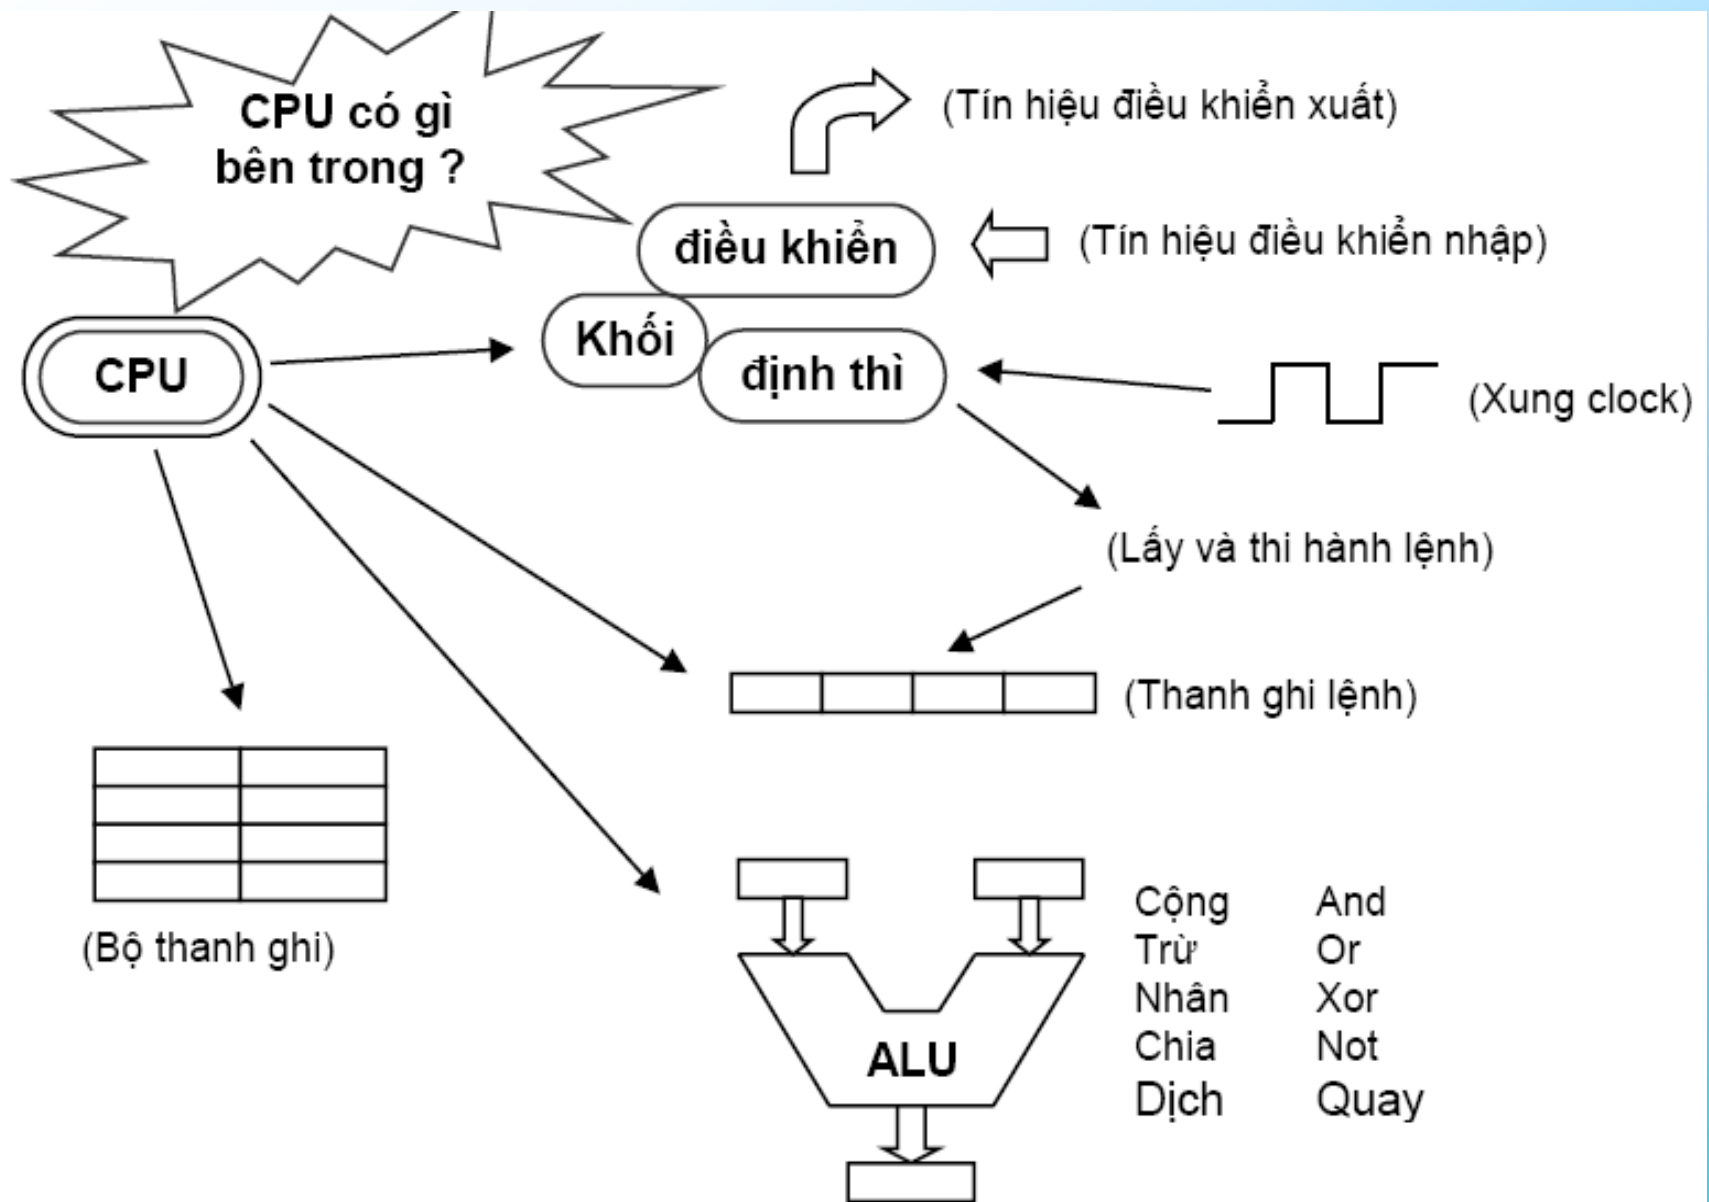 CPU có gì
bên trong ?
(Tín hiệu điều khiển xuất)
điều khiển
(Tín hiệu điều khiển nhập)
Khối
định thì
CPU
(Xung clock)
(Lấy và thi hành lệnh)
(Thanh ghi lệnh)
(Bộ thanh ghi)
ALU
Cộng And
Trừ Or
Nhân Xor
Chia Not
Dịch Quay